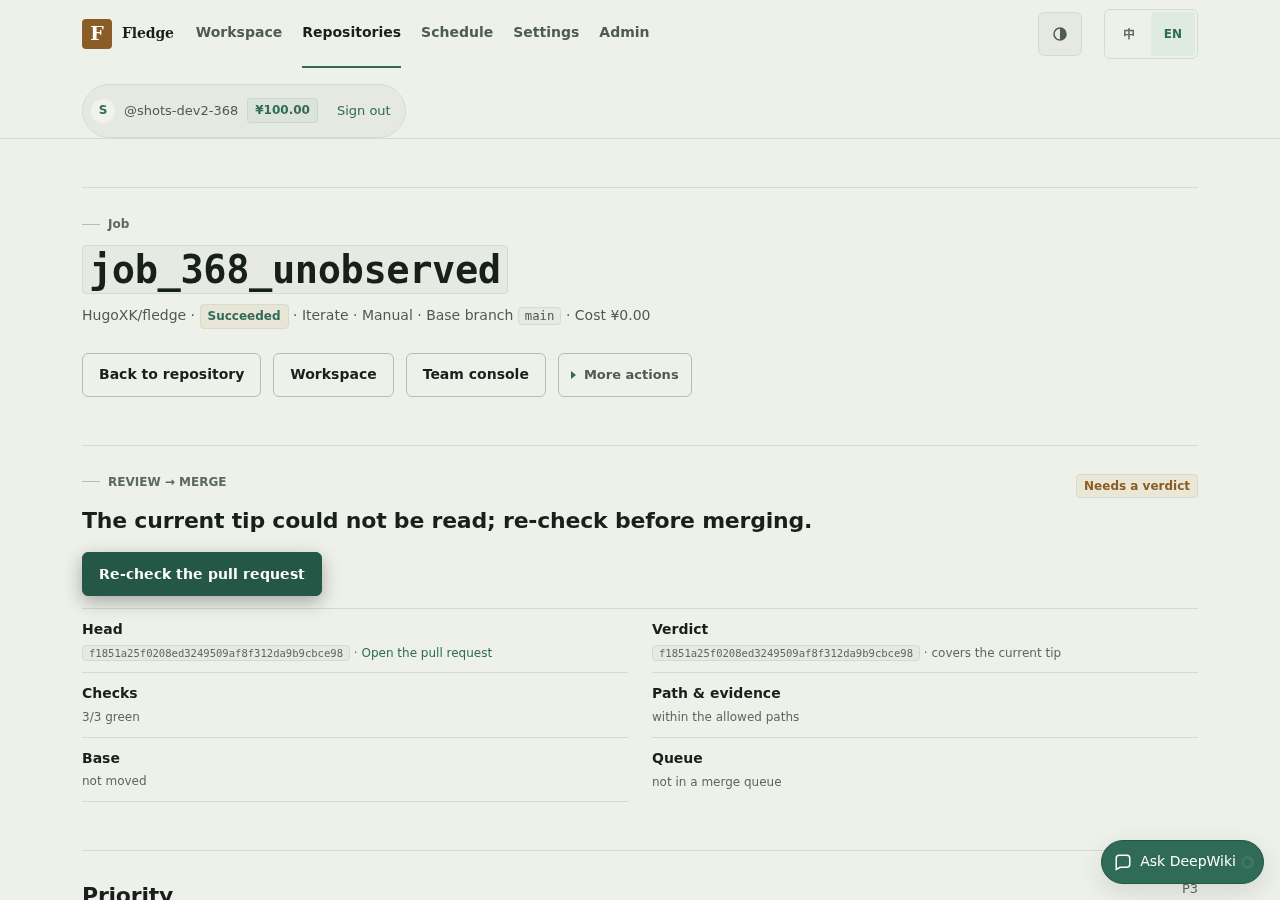 F Fledge Workspace Repositories Schedule Settings Admin 中 EN
S @shots-dev2-368 ¥100.00 Sign out
Job
job_368_unobserved
HugoXK/fledge · Succeeded · Iterate · Manual · Base branch main · Cost ¥0.00
Back to repository Workspace Team console More actions
REVIEW → MERGE Needs a verdict
The current tip could not be read; re-check before merging.
Re-check the pull request
Head Verdict
f1851a25f0208ed3249509af8f312da9b9cbce98 · Open the pull request f1851a25f0208ed3249509af8f312da9b9cbce98 · covers the current tip
Checks Path & evidence
3/3 green within the allowed paths
Base Queue
not moved not in a merge queue
Ask DeepWiki
Priority P3